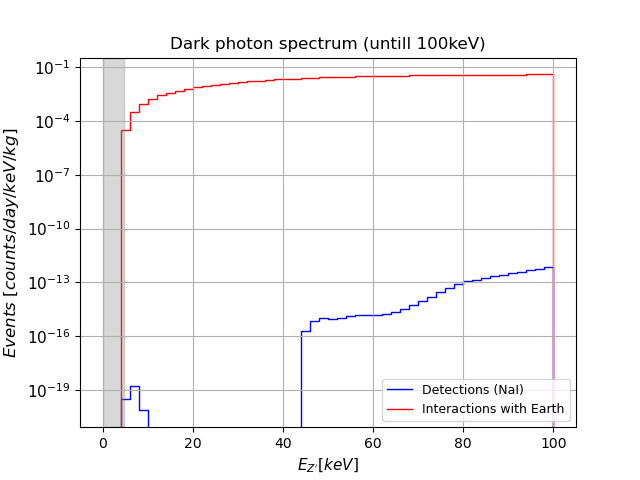 Dark photon spectrum (untill 100keV)
Events [counts/day/keV/kg]
10⁻¹
10⁻⁴
10⁻⁷
10⁻¹⁰
10⁻¹³
10⁻¹⁶
10⁻¹⁹
Detections (NaI)
Interactions with Earth
0 20 40 60 80 100
E_{Z'}[keV]